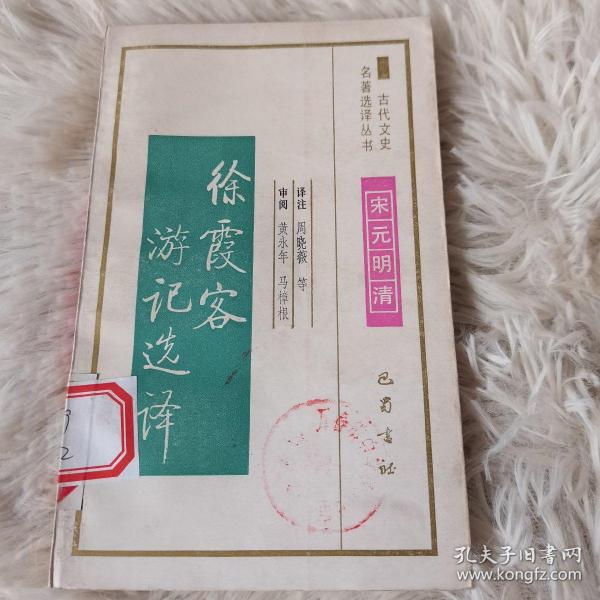 古代文史
名著选译丛书
宋元明清
译注 周晓薇 等
审阅 黄永年 马樟根
徐霞客
游记选译
巴蜀书社
2
孔夫子旧书网
www.kongfz.com